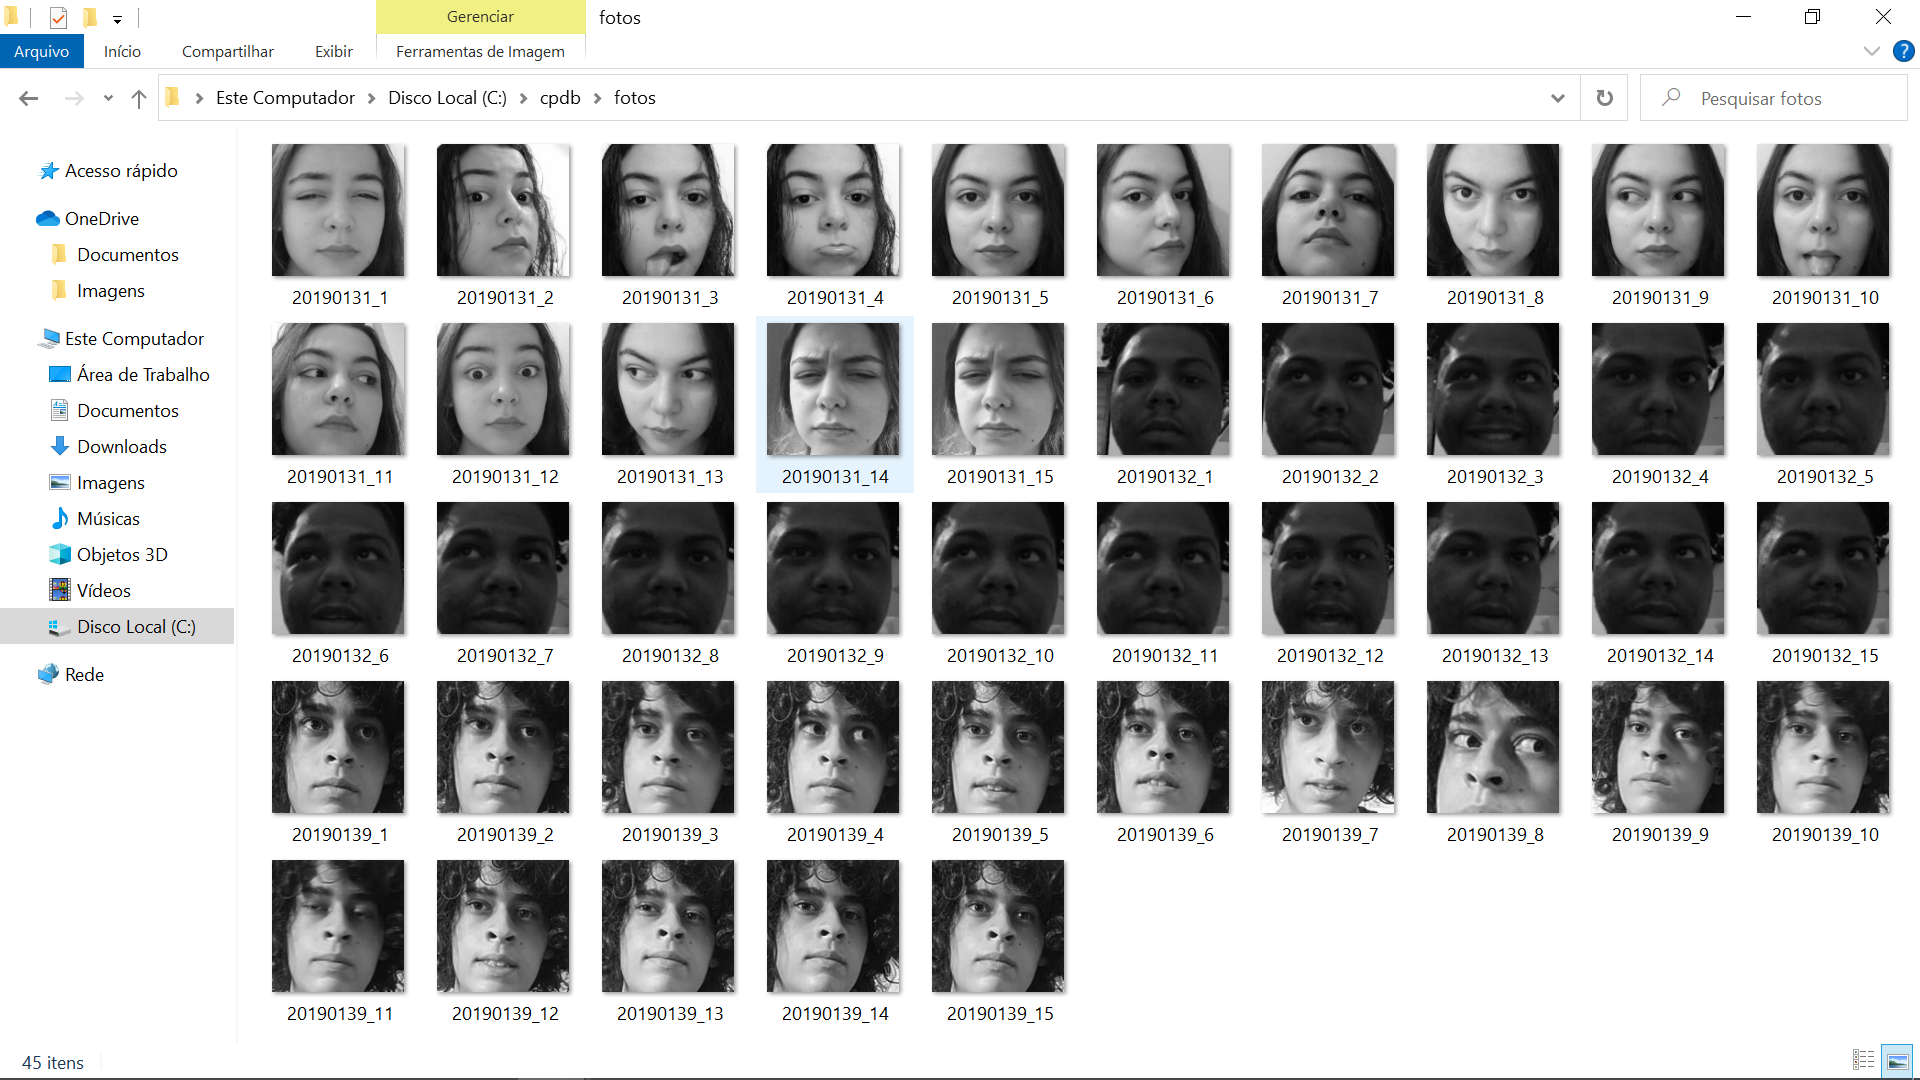 Gerenciar
fotos
Arquivo
Início
Compartilhar
Exibir
Ferramentas de Imagem
?
Este Computador > Disco Local (C:) > cpdb > fotos
Pesquisar fotos
Acesso rápido
OneDrive
Documentos
Imagens
Este Computador
Área de Trabalho
Documentos
Downloads
Imagens
Músicas
Objetos 3D
Vídeos
Disco Local (C:)
Rede
20190131_1 20190131_2 20190131_3 20190131_4 20190131_5 20190131_6 20190131_7 20190131_8 20190131_9 20190131_10
20190131_11 20190131_12 20190131_13 20190131_14 20190131_15 20190132_1 20190132_2 20190132_3 20190132_4 20190132_5
20190132_6 20190132_7 20190132_8 20190132_9 20190132_10 20190132_11 20190132_12 20190132_13 20190132_14 20190132_15
20190139_1 20190139_2 20190139_3 20190139_4 20190139_5 20190139_6 20190139_7 20190139_8 20190139_9 20190139_10
20190139_11 20190139_12 20190139_13 20190139_14 20190139_15
45 itens